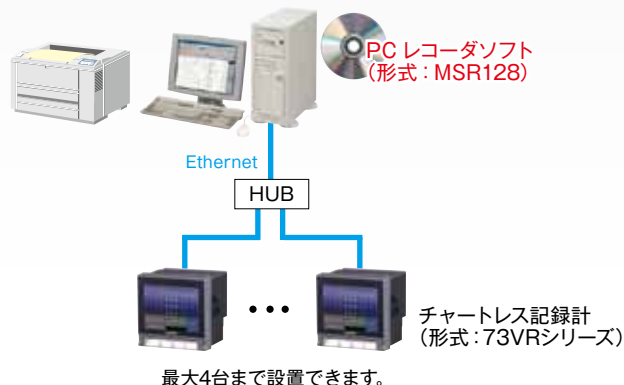 PC レコーダソフト
(形式:MSR128)
Ethernet
HUB
•••
チャートレス記録計
(形式:73VRシリーズ)
最大4台まで設置できます。